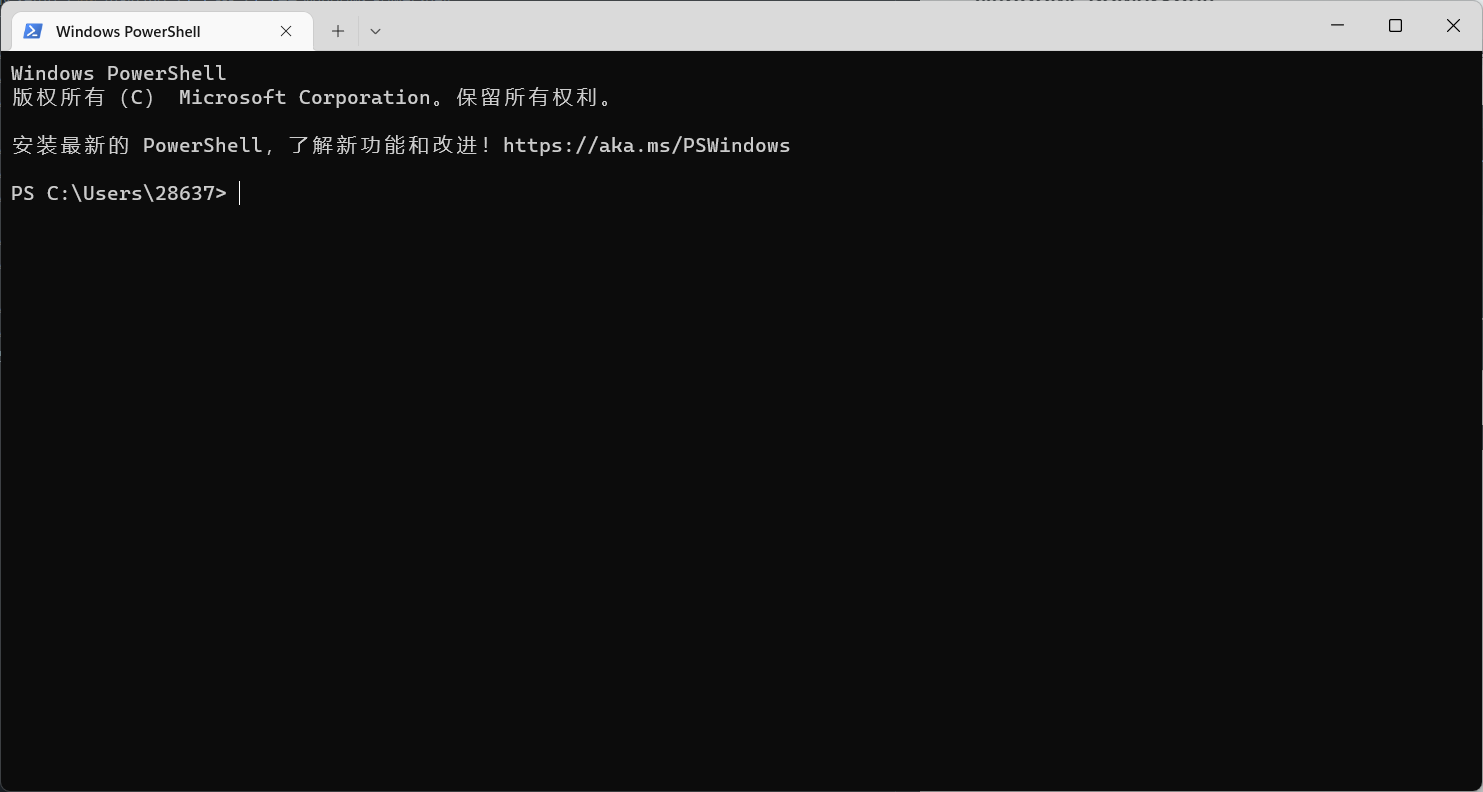 Windows PowerShell
Windows PowerShell
版权所有（C） Microsoft Corporation。保留所有权利。
安装最新的 PowerShell，了解新功能和改进！https://aka.ms/PSWindows
PS C:\Users\28637>